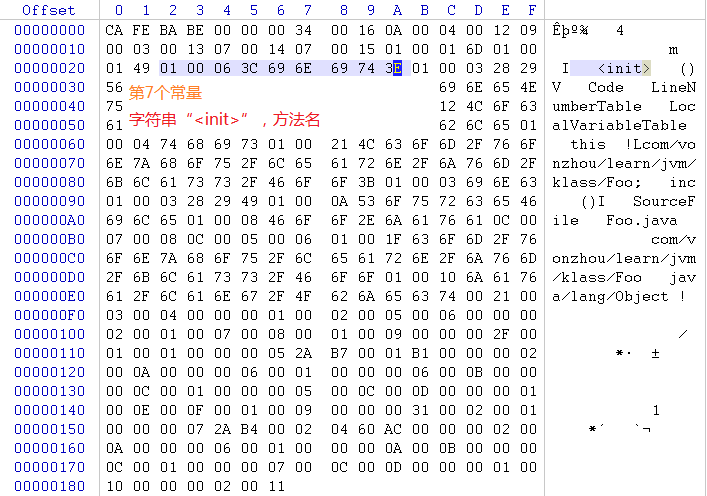 Offset 0 1 2 3 4 5 6 7 8 9 A B C D E F
00000000 CA FE BA BE 00 00 00 34 00 16 0A 00 04 00 12 09 Êþº¾ 4
00000010 00 03 00 13 07 00 14 07 00 15 01 00 01 6D 01 00 m
00000020 01 49 01 00 06 3C 69 6E 69 74 3E 01 00 03 28 29 I <init> ()
00000030 56 69 6E 65 4E V Code LineN
第7个常量
00000040 75 12 4C 6F 63 umberTable Loc
字符串“<init>”，方法名
00000050 61 62 6C 65 01 alVariableTable
00000060 00 04 74 68 69 73 01 00 21 4C 63 6F 6D 2F 76 6F this !Lcom/vo
00000070 6E 7A 68 6F 75 2F 6C 65 61 72 6E 2F 6A 76 6D 2F nzhou/learn/jvm/
00000080 6B 6C 61 73 73 2F 46 6F 6F 3B 01 00 03 69 6E 63 klass/Foo; inc
00000090 01 00 03 28 29 49 01 00 0A 53 6F 75 72 63 65 46 ()I SourceF
000000A0 69 6C 65 01 00 08 46 6F 6F 2E 6A 61 76 61 0C 00 ile Foo.java
000000B0 07 00 08 0C 00 05 00 06 01 00 1F 63 6F 6D 2F 76 com/v
000000C0 6F 6E 7A 68 6F 75 2F 6C 65 61 72 6E 2F 6A 76 6D onzhou/learn/jvm
000000D0 2F 6B 6C 61 73 73 2F 46 6F 6F 01 00 10 6A 61 76 /klass/Foo jav
000000E0 61 2F 6C 61 6E 67 2F 4F 62 6A 65 63 74 00 21 00 a/lang/Object !
000000F0 03 00 04 00 00 00 01 00 02 00 05 00 06 00 00 00
00000100 02 00 01 00 07 00 08 00 01 00 09 00 00 00 2F 00 /
00000110 01 00 01 00 00 00 05 2A B7 00 01 B1 00 00 00 02 *· ±
00000120 00 0A 00 00 00 06 00 01 00 00 00 06 00 0B 00 00
00000130 00 0C 00 01 00 00 00 05 00 0C 00 0D 00 00 00 01
00000140 00 0E 00 0F 00 01 00 09 00 00 00 31 00 02 00 01 1
00000150 00 00 00 07 2A B4 00 02 04 60 AC 00 00 00 02 00 *´ `¬
00000160 0A 00 00 00 06 00 01 00 00 00 0A 00 0B 00 00 00
00000170 0C 00 01 00 00 00 07 00 0C 00 0D 00 00 00 01 00
00000180 10 00 00 00 02 00 11